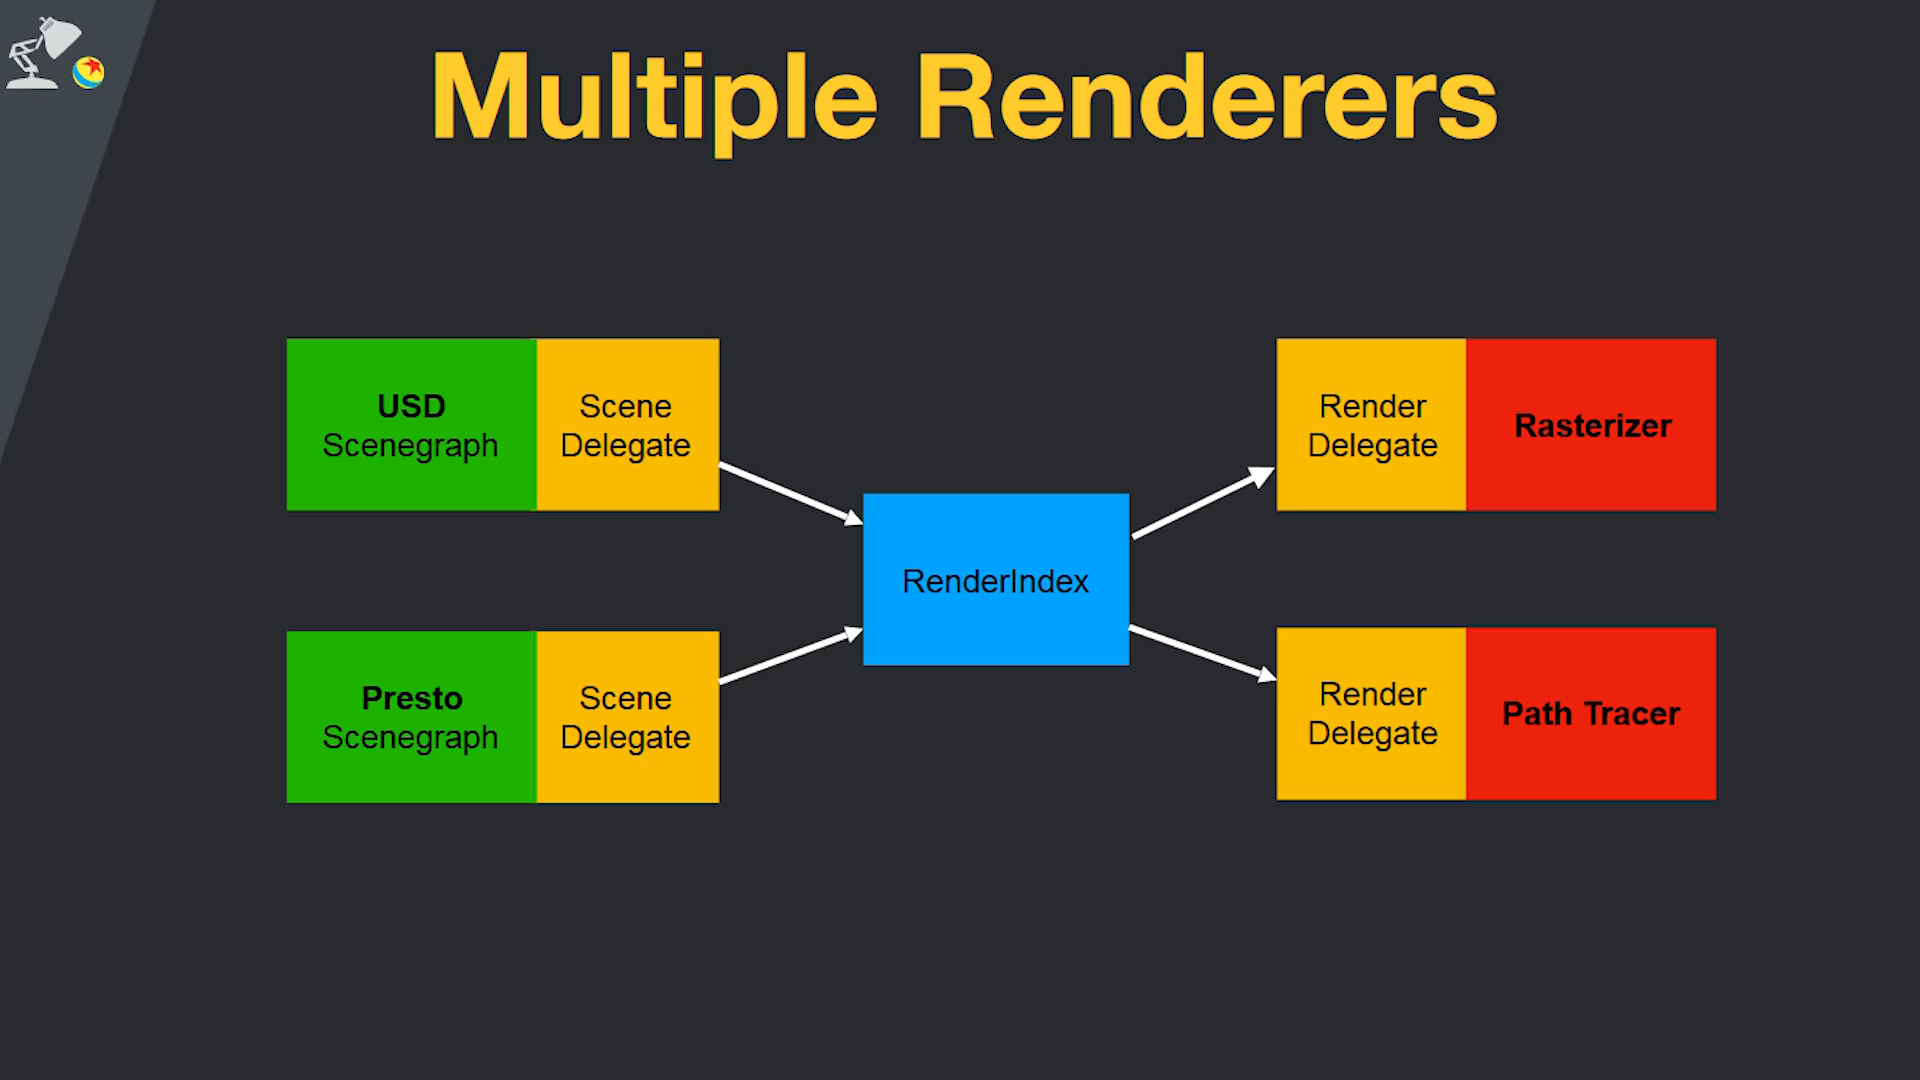 Multiple Renderers
USD
Scenegraph
Scene
Delegate
Render
Delegate
Rasterizer
RenderIndex
Presto
Scenegraph
Scene
Delegate
Render
Delegate
Path Tracer